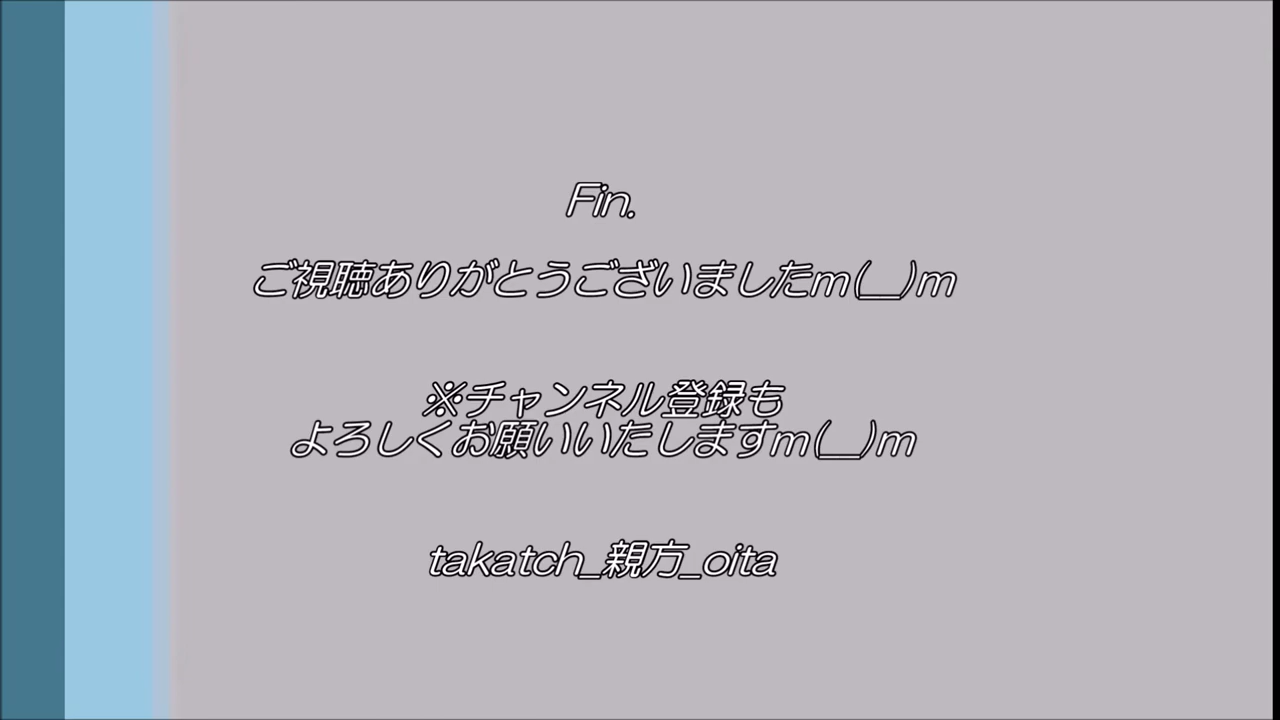 Fin.
ご視聴ありがとうございましたm(__)m
※チャンネル登録も
よろしくお願いいたしますm(__)m
takatch_親方_oita